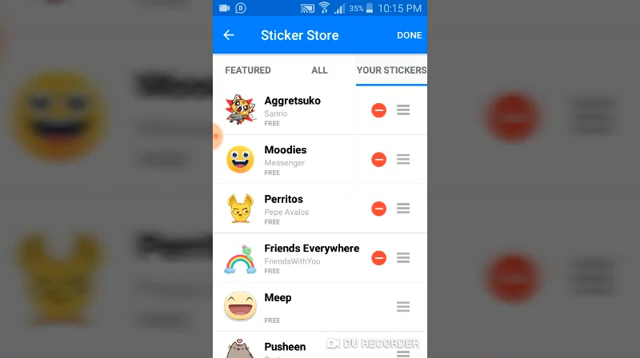 35% 10:15 PM
Sticker Store DONE
FEATURED ALL YOUR STICKERS
Aggretsuko
Sanrio
FREE
Moodies
Messenger
FREE
Perritos
Pepe Avalos
FREE
Friends Everywhere
FriendsWithYou
FREE
Meep
FREE
Pusheen
DU RECORDER